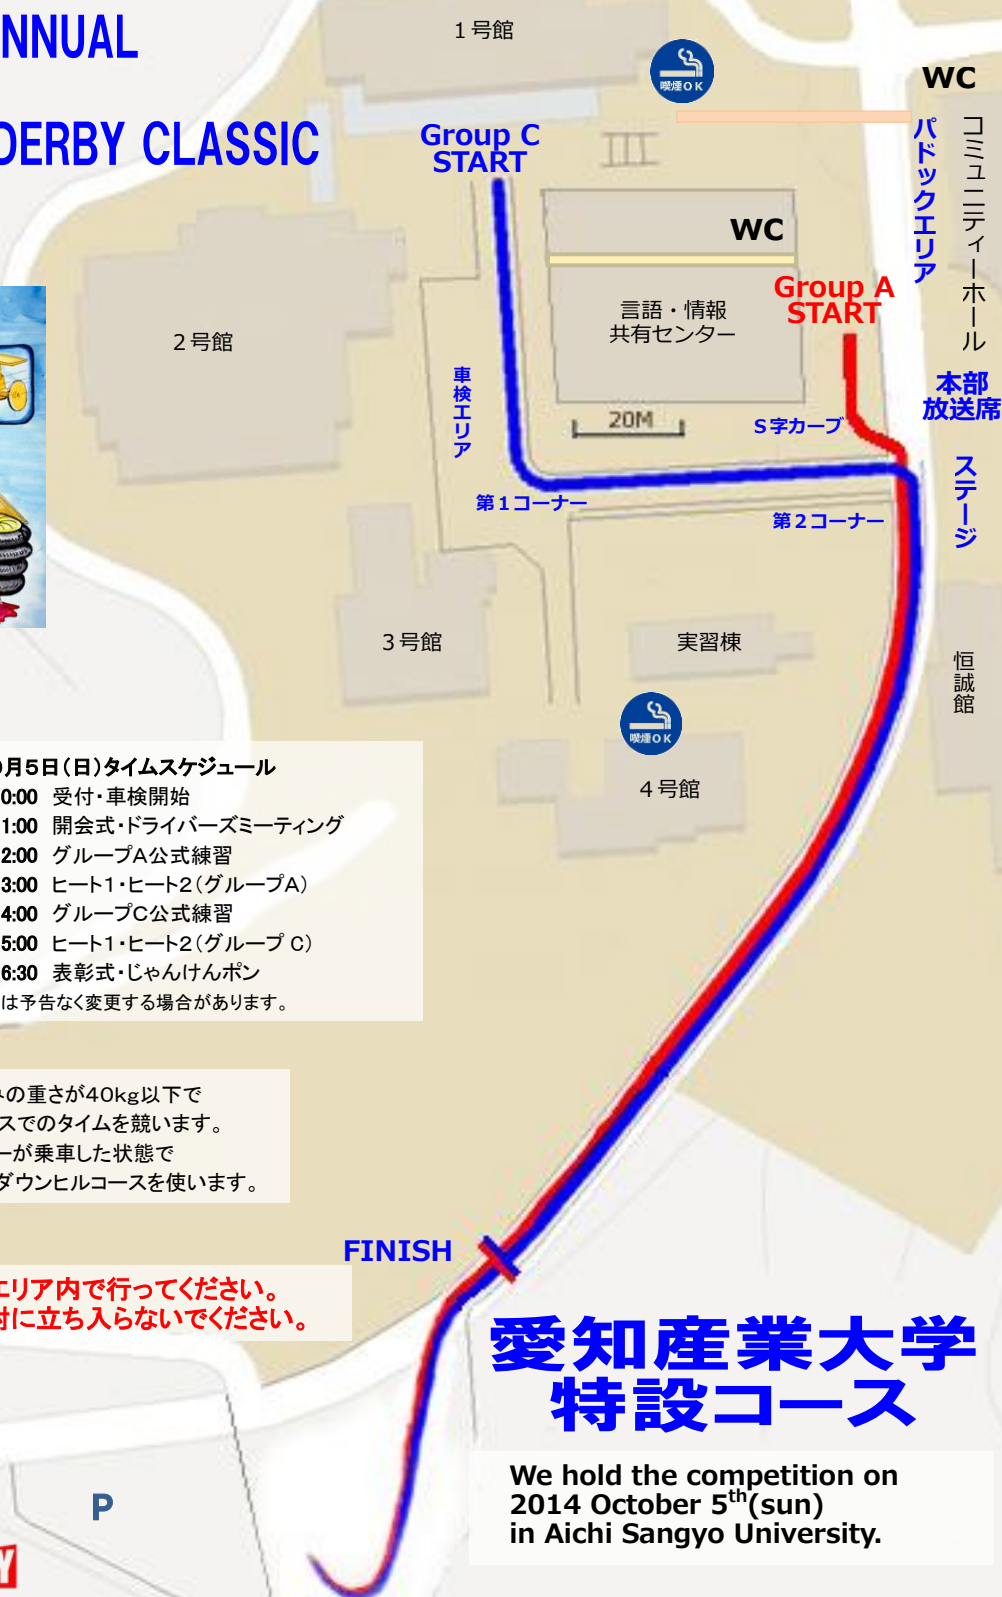 NNUAL
DERBY CLASSIC
1号館
喫煙OK
WC
Group C
START
パドックエリア
コミュニティーホール
WC
言語・情報
共有センター
Group A
START
2号館
車検エリア
20M
S字カーブ
本部
放送席
ステージ
第1コーナー
第2コーナー
3号館
実習棟
恒誠館
喫煙OK
4号館
月5日(日)タイムスケジュール
0:00 受付・車検開始
1:00 開会式・ドライバーズミーティング
2:00 グループA公式練習
3:00 ヒート1・ヒート2(グループA)
4:00 グループC公式練習
5:00 ヒート1・ヒート2(グループ C)
6:30 表彰式・じゃんけんポン
は予告なく変更する場合があります。
の重さが40kg以下で
スでのタイムを競います。
ーが乗車した状態で
ダウンヒルコースを使います。
FINISH
エリア内で行ってください。
に立ち入らないでください。
愛知産業大学
特設コース
We hold the competition on
2014 October 5th(sun)
in Aichi Sangyo University.
P
Y